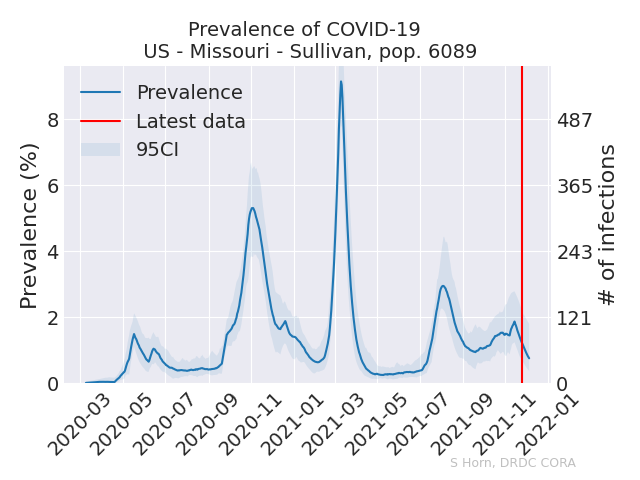 Prevalence of COVID-19
US - Missouri - Sullivan, pop. 6089
Prevalence
Latest data
95CI
Prevalence (%)
8
6
4
2
0
487
365
243
121
0
# of infections
2020-03
2020-05
2020-07
2020-09
2020-11
2021-01
2021-03
2021-05
2021-07
2021-09
2021-11
2022-01
S Horn, DRDC CORA